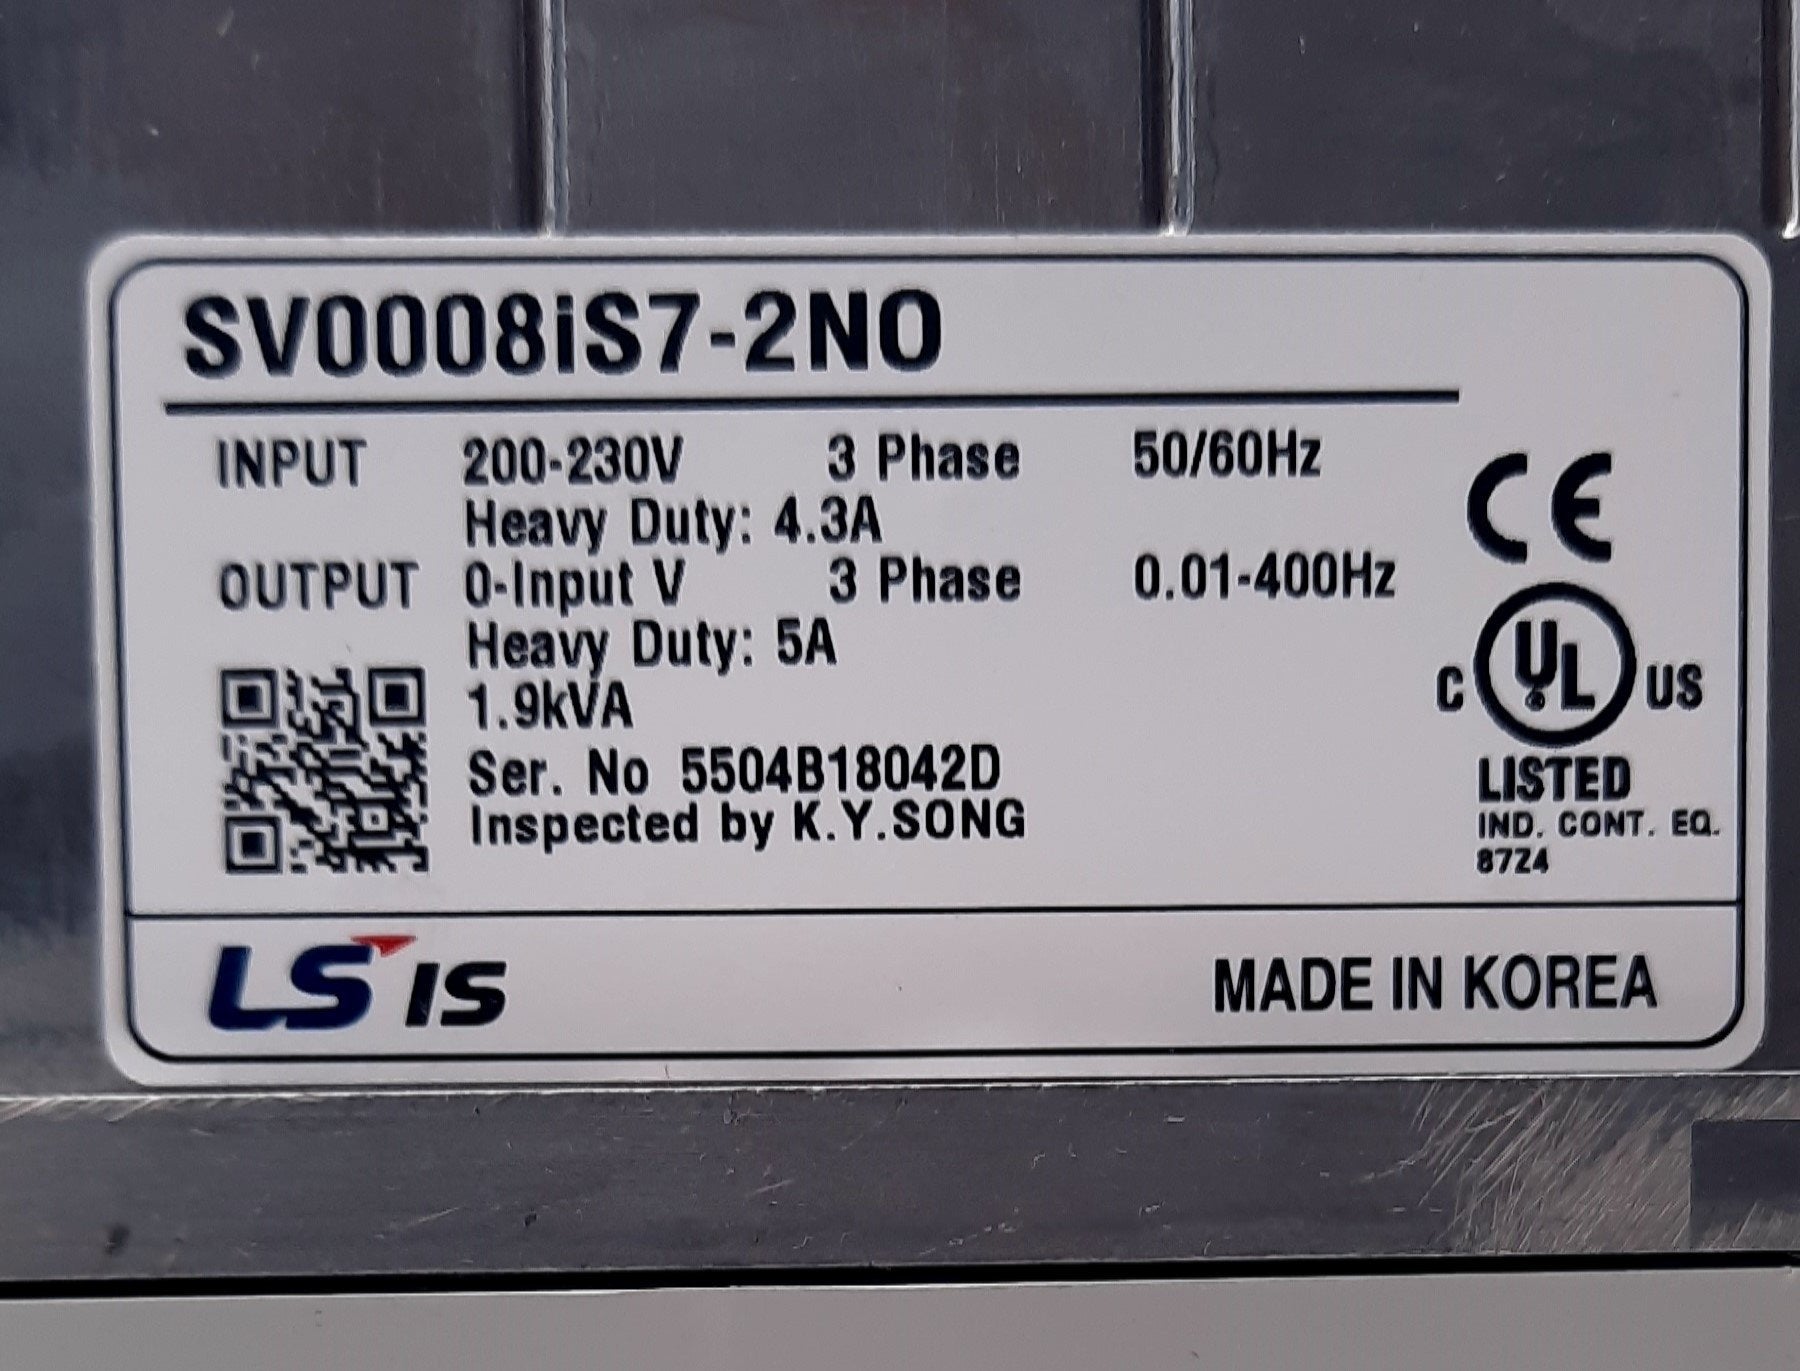 SV0008iS7-2NO
INPUT 200-230V 3 Phase 50/60Hz
Heavy Duty: 4.3A
OUTPUT 0-Input V 3 Phase 0.01-400Hz
Heavy Duty: 5A
1.9kVA
Ser. No 5504B18042D
Inspected by K.Y.SONG
CE
C UL US
LISTED
IND. CONT. EQ.
87Z4
LS IS
MADE IN KOREA